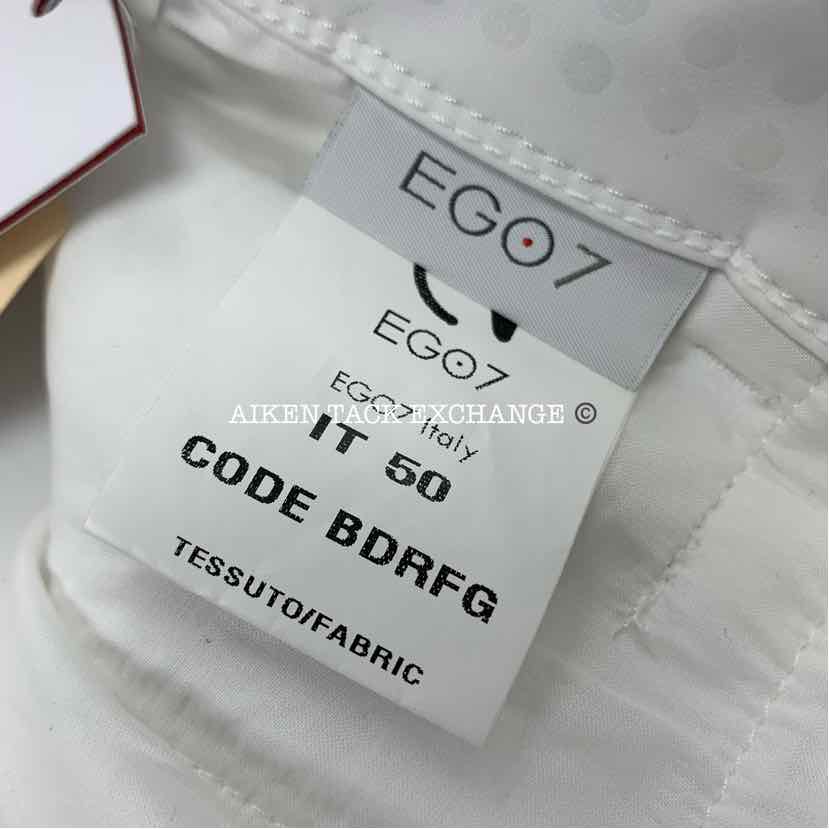 EGO7
EGO7
EGO7 Italy
AIKEN TACK EXCHANGE ©
IT 50
CODE BDRFG
TESSUTO/FABRIC